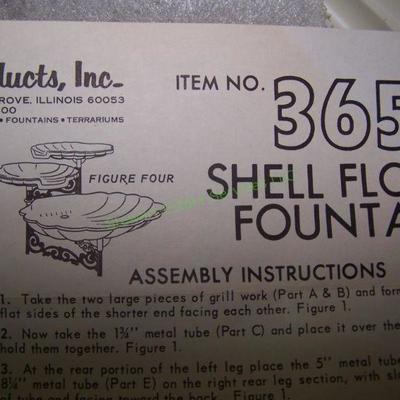 ducts, Inc.
ROVE, ILLINOIS 60053
00
• FOUNTAINS • TERRARIUMS
ITEM NO. 365
FIGURE FOUR
SHELL FLO
FOUNTA
ASSEMBLY INSTRUCTIONS
1. Take the two large pieces of grill work (Part A & B) and for
flat sides of the shorter end facing each other. Figure 1.
2. Now take the 1¾" metal tube (Part C) and place it over the
hold them together. Figure 1.
3. At the rear portion of the left leg place the 5" metal tube
8¼" metal tube (Part E) on the right rear leg section, with
of tube and facing toward the back. Figure 1.